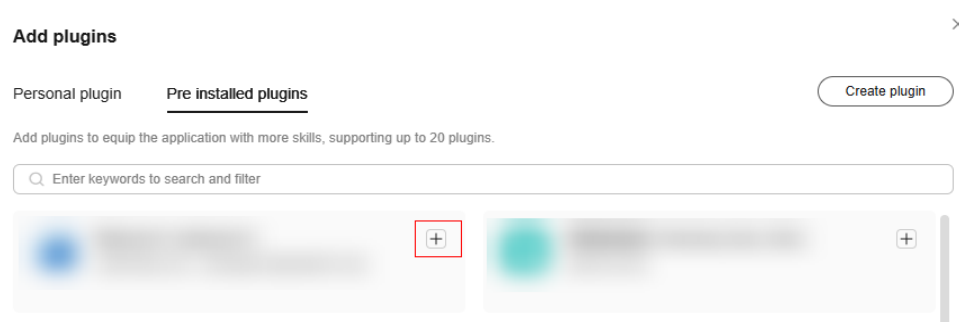 Add plugins
Personal plugin Pre installed plugins Create plugin
Add plugins to equip the application with more skills, supporting up to 20 plugins.
Enter keywords to search and filter